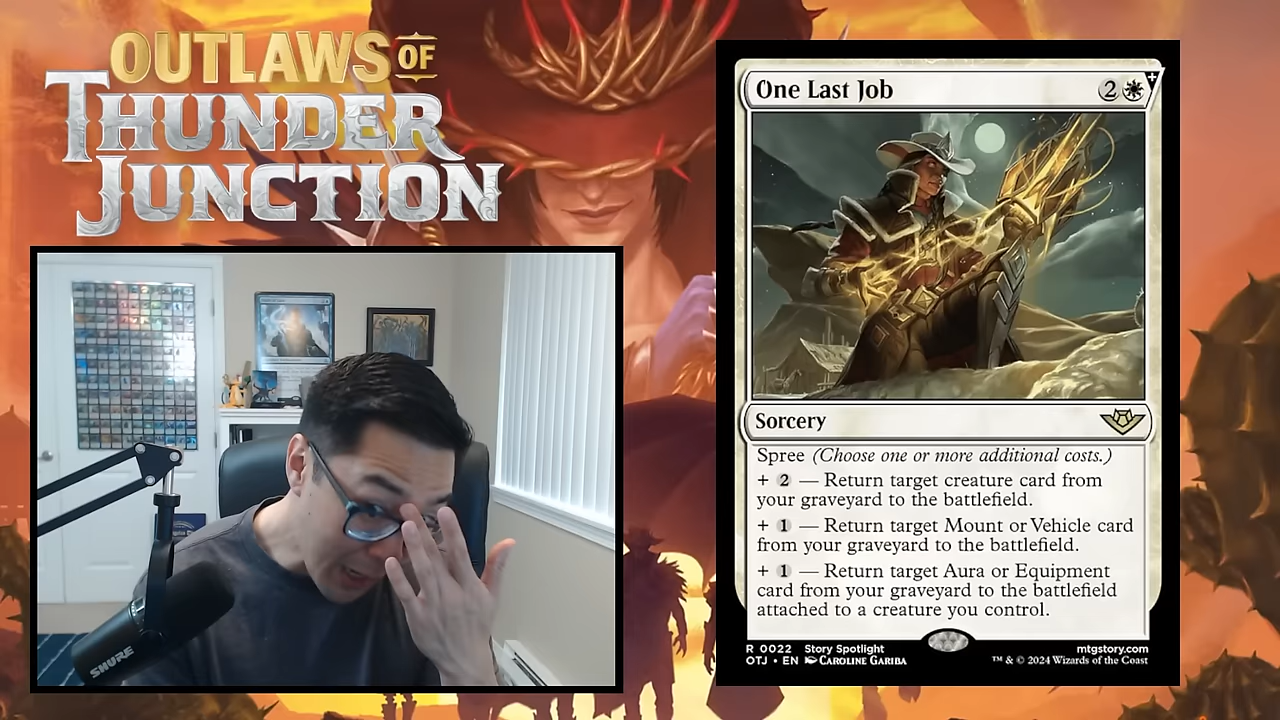 OUTLAWS OF
THUNDER
JUNCTION
One Last Job
2
Sorcery
Spree (Choose one or more additional costs.)
+ 2 — Return target creature card from
your graveyard to the battlefield.
+ 1 — Return target Mount or Vehicle card
from your graveyard to the battlefield.
+ 1 — Return target Aura or Equipment
card from your graveyard to the battlefield
attached to a creature you control.
R 0022 Story Spotlight
mtgstory.com
OTJ • EN CAROLINE GARIBA
™ & © 2024 Wizards of the Coast
SHURE